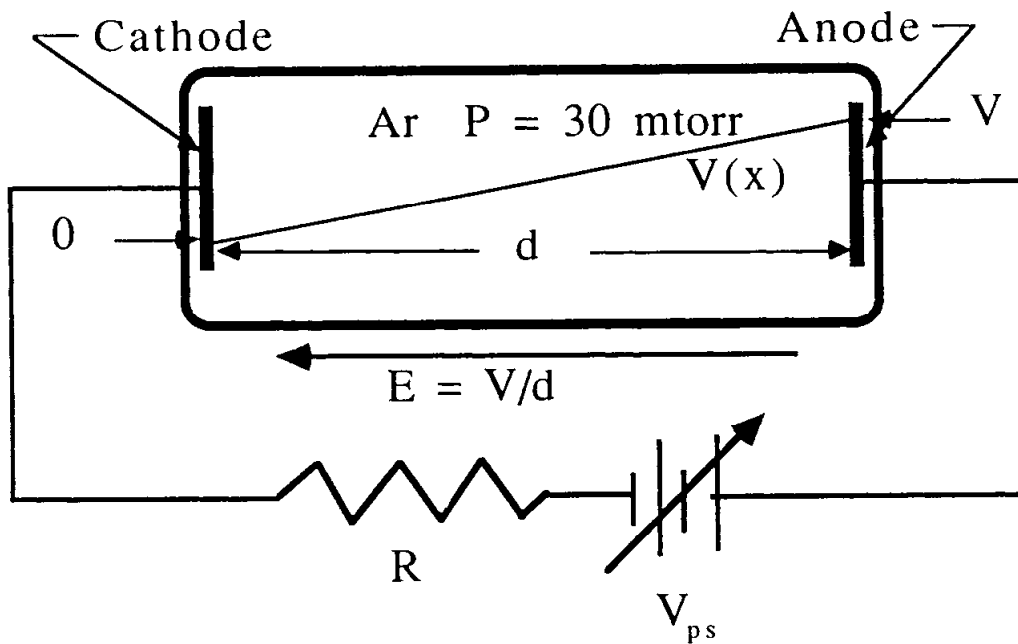 Cathode
Anode
Ar P = 30 mtorr
V
V(x)
0
d
E = V/d
R
V_ps